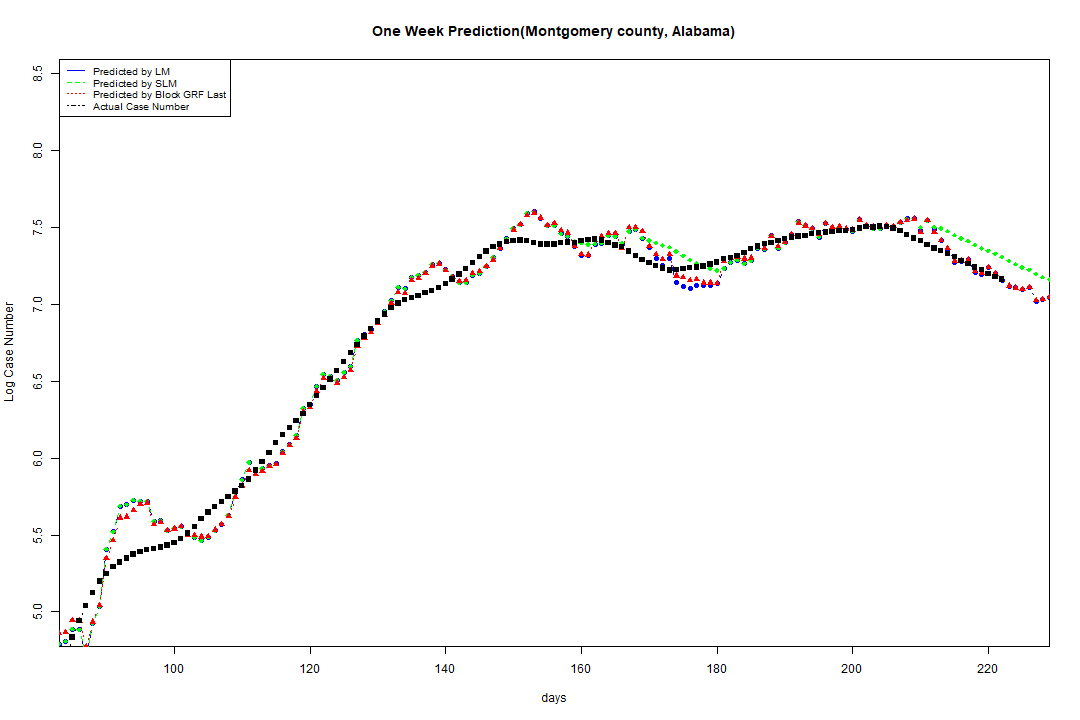 One Week Prediction(Montgomery county, Alabama)
Predicted by LM
Predicted by SLM
Predicted by Block GRF Last
Actual Case Number
8.5
8.0
7.5
7.0
6.5
6.0
5.5
5.0
Log Case Number
100 120 140 160 180 200 220
days